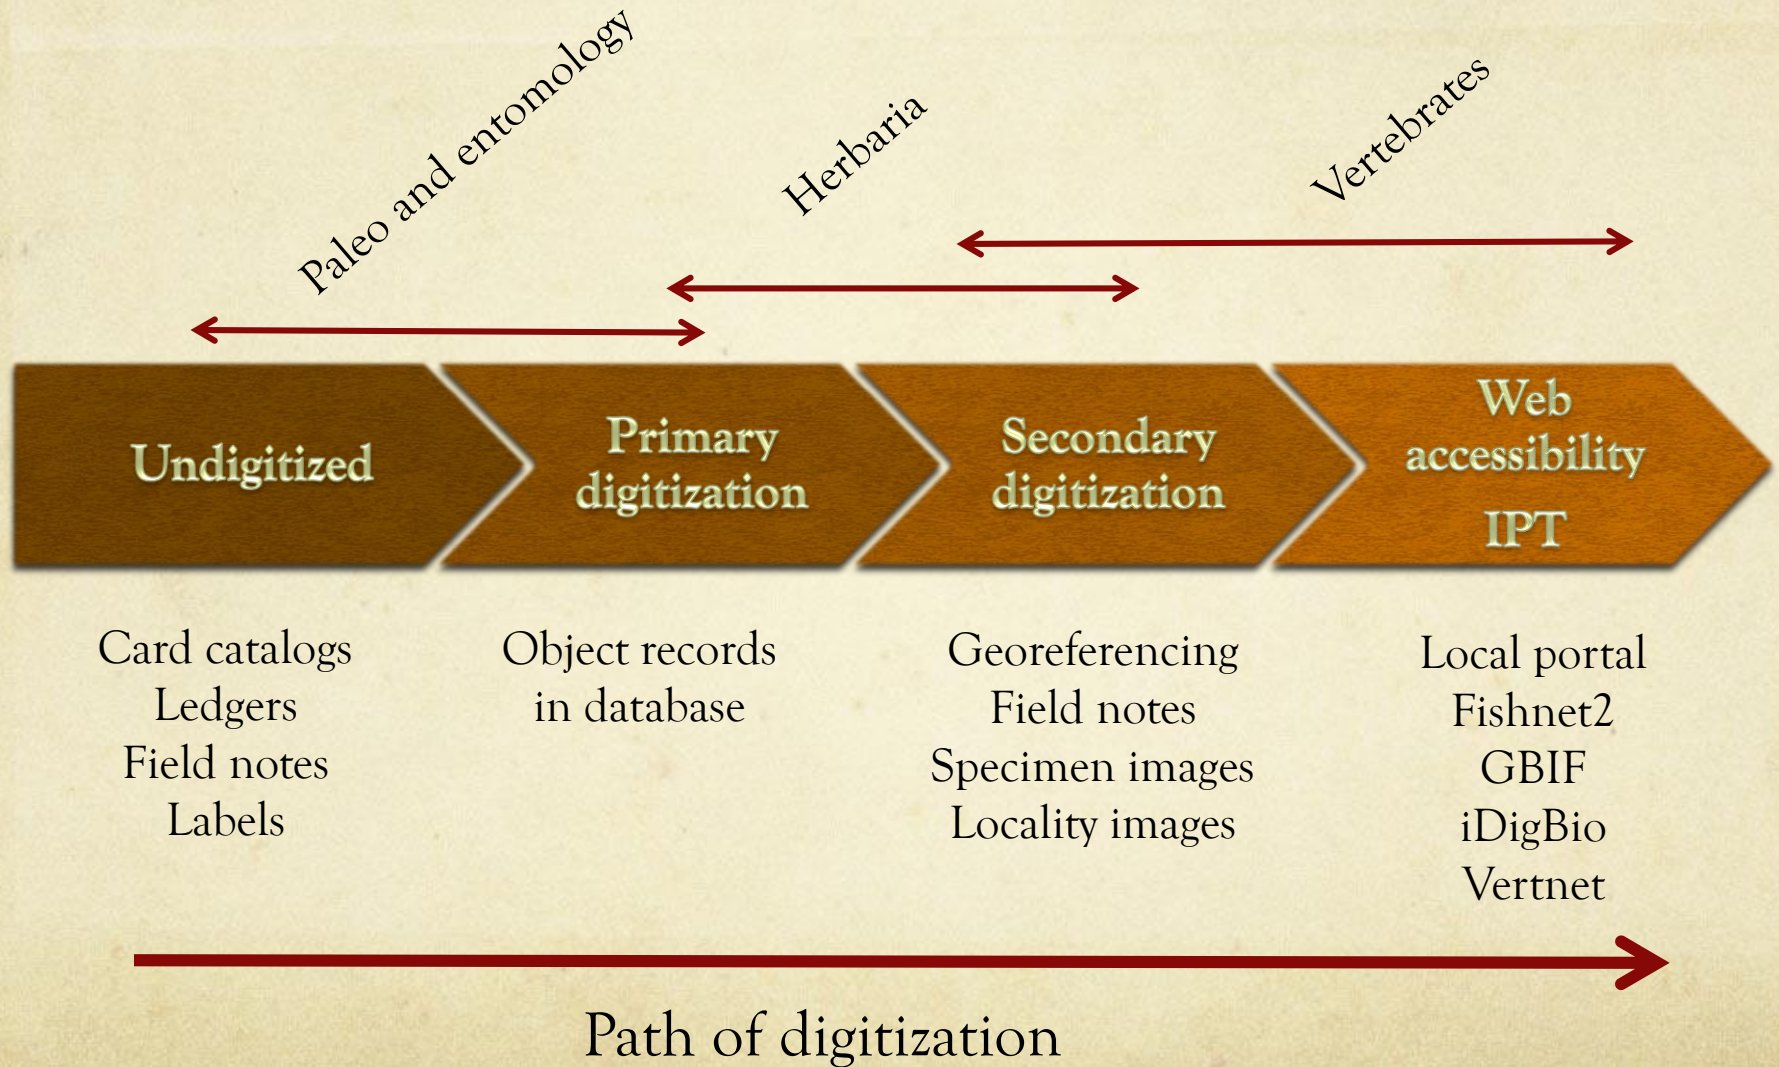 Paleo and entomology
Herbaria
Vertebrates
Undigitized
Primary
digitization
Secondary
digitization
Web
accessibility
IPT
Card catalogs
Ledgers
Field notes
Labels
Object records
in database
Georeferencing
Field notes
Specimen images
Locality images
Local portal
Fishnet2
GBIF
iDigBio
Vertnet
Path of digitization